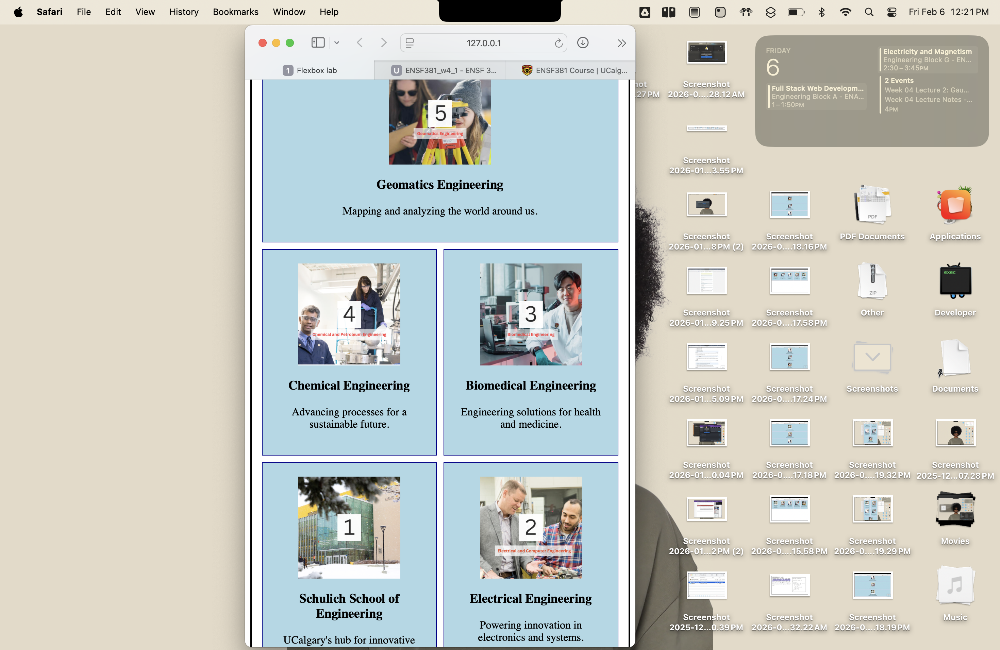 Safari File Edit View History Bookmarks Window Help
Fri Feb 6 12:21 PM
127.0.0.1
1 Flexbox lab
U ENSF381_w4_1 - ENSF 3...
ENSF381 Course | UCalg...
5
Geomatics Engineering
Geomatics Engineering
Mapping and analyzing the world around us.
4
Chemical and Petroleum Engineering
Chemical Engineering
Advancing processes for a
sustainable future.
3
Biomedical Engineering
Biomedical Engineering
Engineering solutions for health
and medicine.
1
Schulich School of
Engineering
UCalgary's hub for innovative
2
Electrical and Computer Engineering
Electrical Engineering
Powering innovation in
electronics and systems.
FRIDAY
6
Full Stack Web Developm...
Engineering Block A - ENA...
1 – 1:50PM
Electricity and Magnetism
Engineering Block G - EN...
2:30 – 3:45PM
2 Events
Week 04 Lecture 2: Gau...
Week 04 Lecture Notes -...
4PM
27 PM
Screenshot
2026-0....28.12 AM
Screenshot
2026-01...3.55 PM
Screenshot
2026-01...8 PM (2)
Screenshot
2026-0....18.16 PM
PDF
PDF Documents
Applications
Screenshot
2026-01...9.25 PM
Screenshot
2026-0....17.58 PM
ZIP
Other
exec
Developer
Screenshot
2026-01...5.09 PM
Screenshot
2026-0....17.24 PM
Screenshots
Documents
Screenshot
2026-01...0.04 PM
Screenshot
2026-0....17.18 PM
Screenshot
2026-0....19.32 PM
Screenshot
2025-12...07.28 PM
Screenshot
2026-01...2 PM (2)
Screenshot
2026-0....15.58 PM
Screenshot
2026-0....19.29 PM
Movies
Screenshot
2025-12...0.39 PM
Screenshot
2026-0....32.22 AM
Screenshot
2026-0....18.19 PM
Music